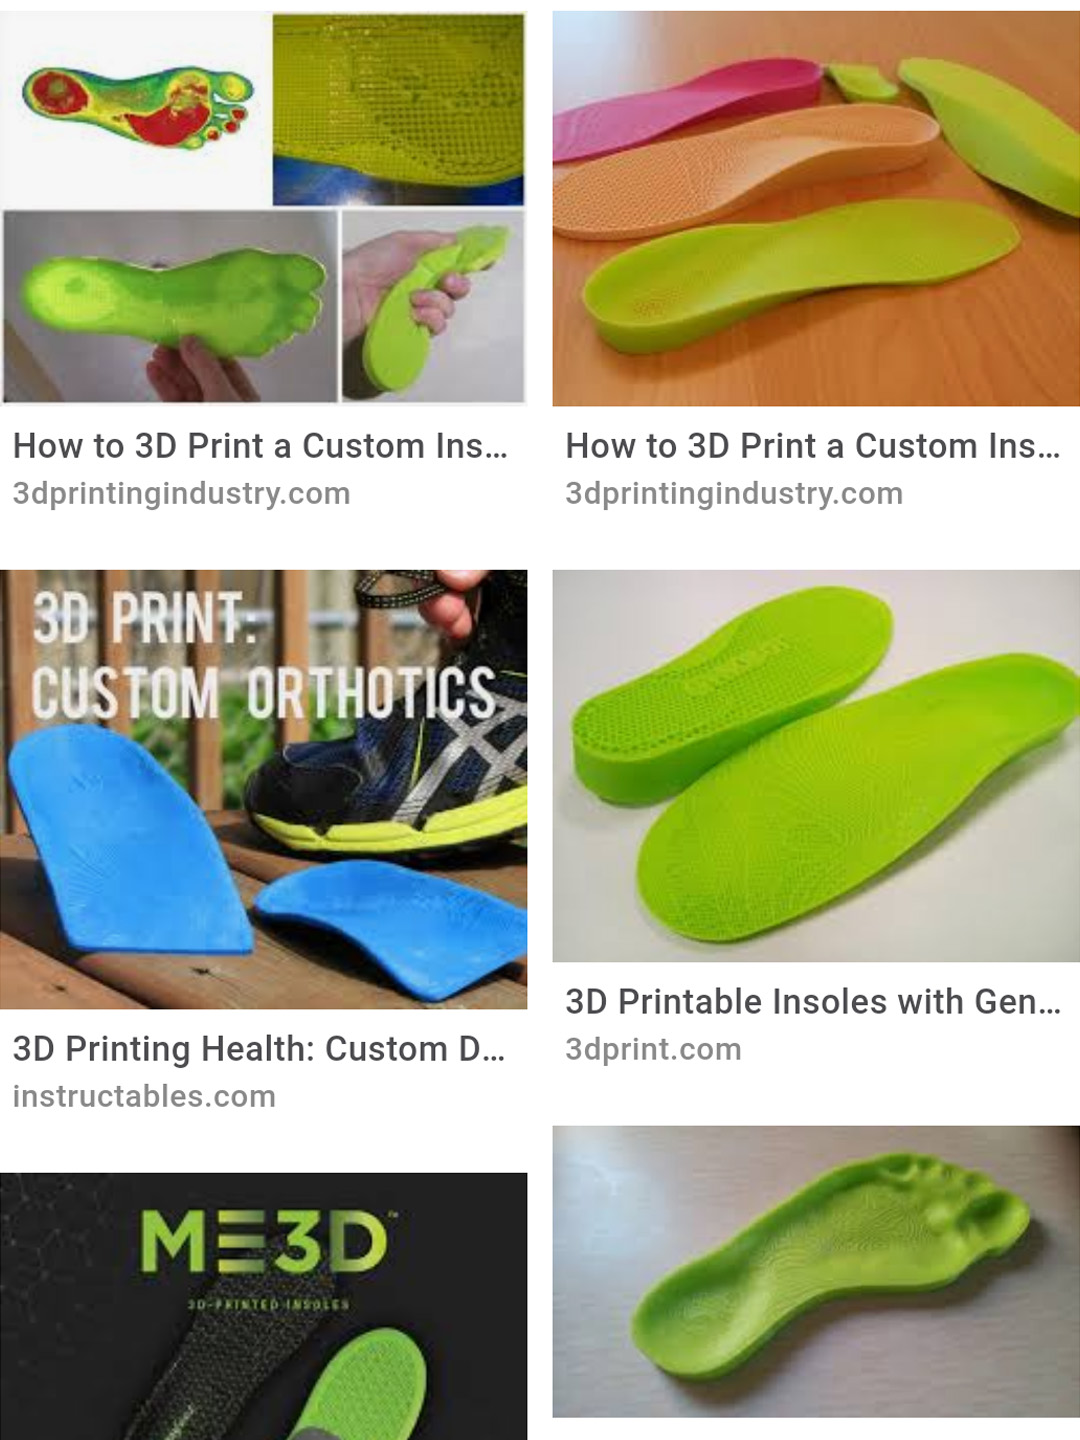 How to 3D Print a Custom Ins...
3dprintingindustry.com
How to 3D Print a Custom Ins...
3dprintingindustry.com
3D PRINT:
CUSTOM ORTHOTICS
3D Printing Health: Custom D...
instructables.com
3D Printable Insoles with Gen...
3dprint.com
ME3D™
3D-PRINTED INSOLES